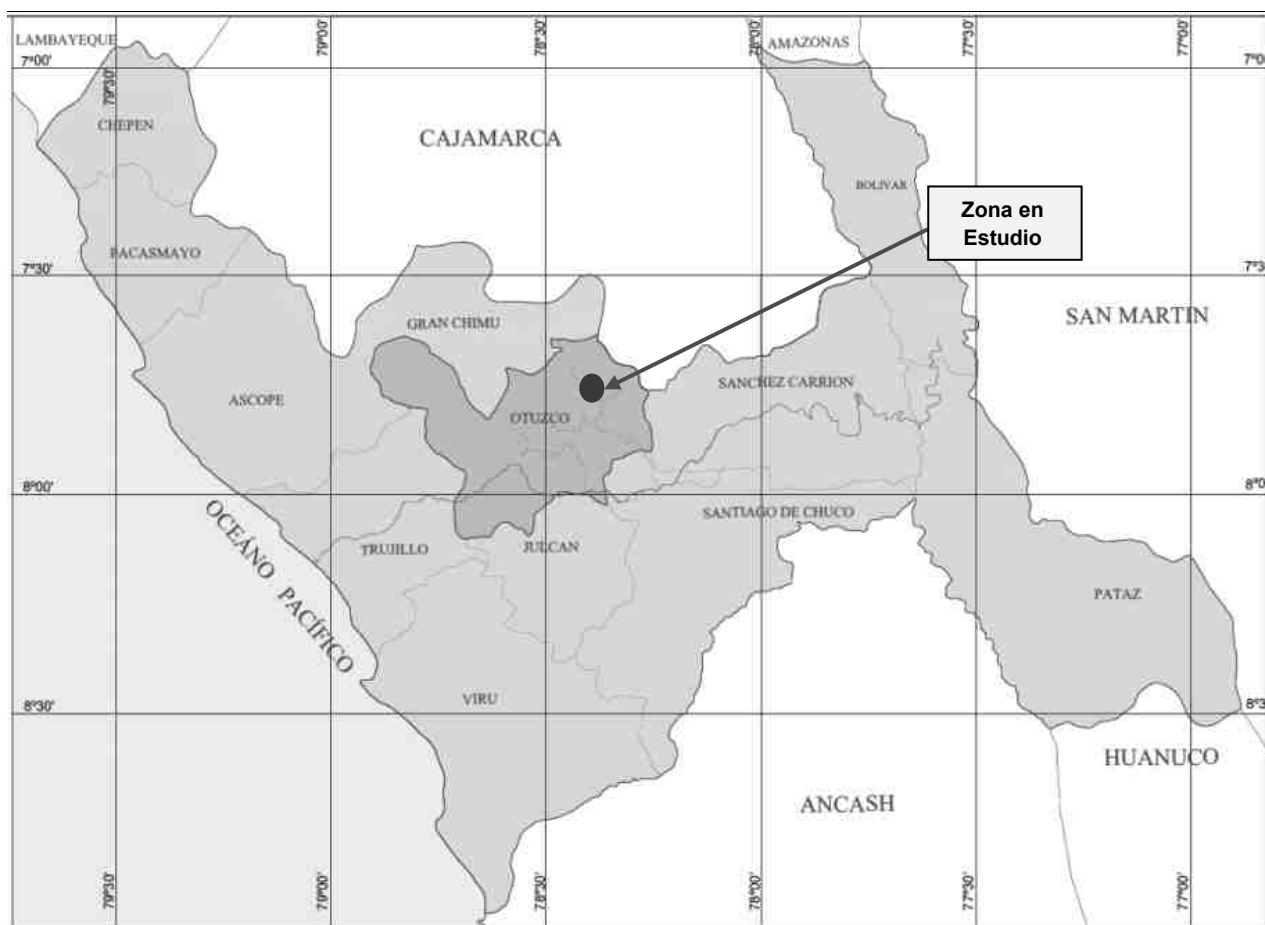 LAMBAYEQUE
79°00'
78°30'
78°00'
AMAZONAS
77°30'
77°00'
7°00'
79°30'
7°0
CHEPEN
CAJAMARCA
BOLIVAR
Zona en
Estudio
PACASMAYO
7°30'
7°3
GRAN CHIMU
SAN MARTIN
ASCOPE
SANCHEZ CARRION
OTUZCO
8°00'
8°0
OCEÁNO PACÍFICO
SANTIAGO DE CHUCO
TRUJILLO
JULCAN
PATAZ
VIRU
8°30'
8°3
HUANUCO
ANCASH
79°30'
79°00'
78°30'
78°00'
77°30'
77°00'